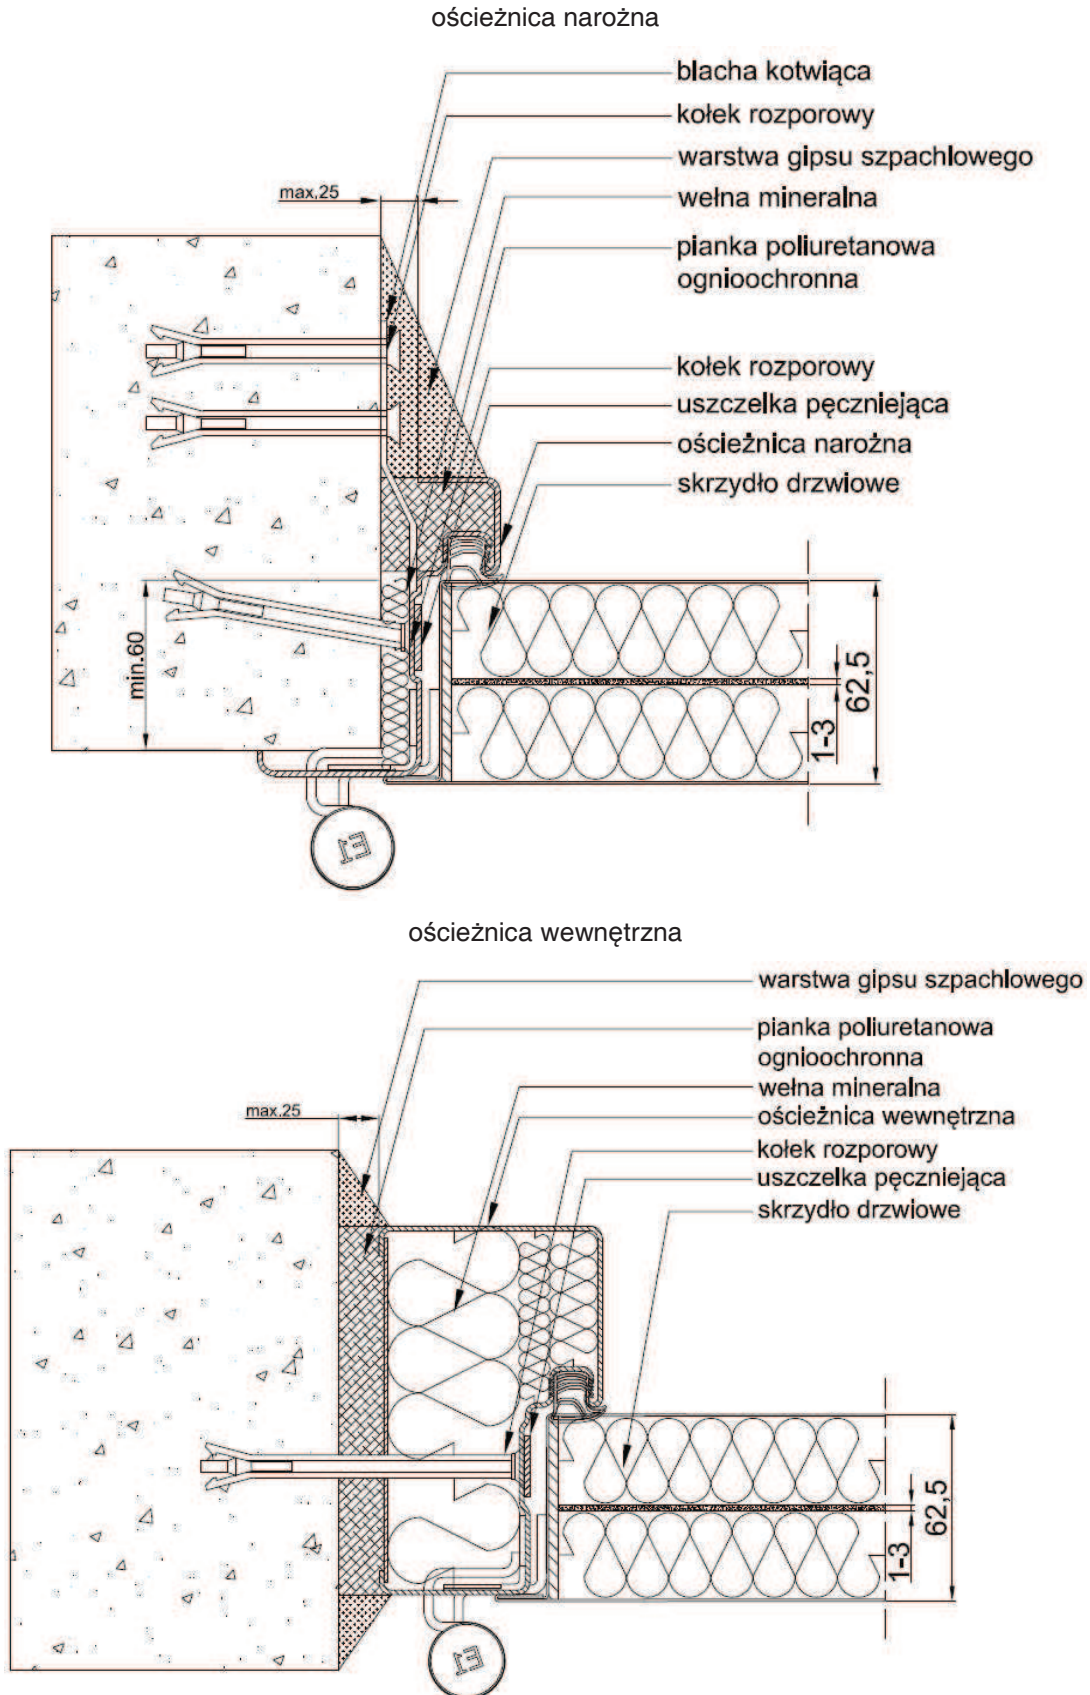 ościeżnica narożna
blacha kotwiąca
kołek rozporowy
warstwa gipsu szpachlowego
max.25
wełna mineralna
pianka poliuretanowa
ognioochronna
kołek rozporowy
uszczelka pęczniejąca
ościeżnica narożna
skrzydło drzwiowe
min.60
62,5
1-3
E1
ościeżnica wewnętrzna
warstwa gipsu szpachlowego
pianka poliuretanowa
ognioochronna
wełna mineralna
max.25
ościeżnica wewnętrzna
kołek rozporowy
uszczelka pęczniejąca
skrzydło drzwiowe
62,5
1-3
E1